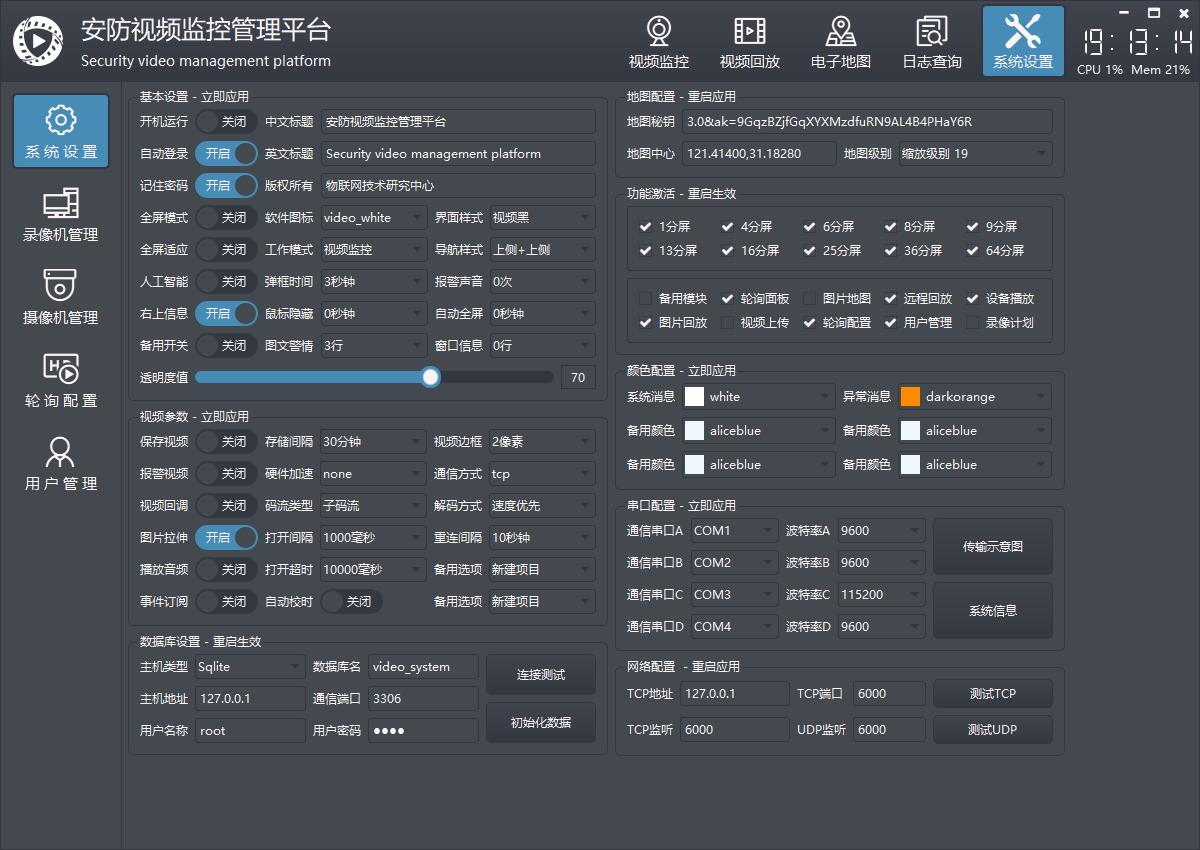 安防视频监控管理平台
Security video management platform
视频监控 视频回放 电子地图 日志查询 系统设置
19:13:14
CPU 1% Mem 21%
系统设置
录像机管理
摄像机管理
轮询配置
用户管理
基本设置 - 立即应用
开机运行 关闭 中文标题 安防视频监控管理平台
自动登录 开启 英文标题 Security video management platform
记住密码 开启 版权所有 物联网技术研究中心
全屏模式 关闭 软件图标 video_white 界面样式 视频黑
全屏适应 关闭 工作模式 视频监控 导航样式 上侧+上侧
人工智能 关闭 弹框时间 3秒钟 报警声音 0次
右上信息 开启 鼠标隐藏 0秒钟 自动全屏 0秒钟
备用开关 关闭 图文警情 3行 窗口信息 0行
透明度值 70
视频参数 - 立即应用
保存视频 关闭 存储间隔 30分钟 视频边框 2像素
报警视频 关闭 硬件加速 none 通信方式 tcp
视频回调 关闭 码流类型 子码流 解码方式 速度优先
图片拉伸 开启 打开间隔 1000毫秒 重连间隔 10秒钟
播放音频 关闭 打开超时 10000毫秒 备用选项 新建项目
事件订阅 关闭 自动校时 关闭 备用选项 新建项目
数据库设置 - 重启生效
主机类型 Sqlite 数据库名 video_system 连接测试
主机地址 127.0.0.1 通信端口 3306
用户名称 root 用户密码 ●●●● 初始化数据
地图配置 - 重启应用
地图秘钥 3.0&ak=9GqzBZjfGqXYXMzdfuRN9AL4B4PHaY6R
地图中心 121.41400,31.18280 地图级别 缩放级别 19
功能激活 - 重启生效
1分屏 4分屏 6分屏 8分屏 9分屏
13分屏 16分屏 25分屏 36分屏 64分屏
备用模块 轮询面板 图片地图 远程回放 设备播放
图片回放 视频上传 轮询配置 用户管理 录像计划
颜色配置 - 立即应用
系统消息 white 异常消息 darkorange
备用颜色 aliceblue 备用颜色 aliceblue
备用颜色 aliceblue 备用颜色 aliceblue
串口配置 - 立即应用
通信串口A COM1 波特率A 9600 传输示意图
通信串口B COM2 波特率B 9600
通信串口C COM3 波特率C 115200 系统信息
通信串口D COM4 波特率D 9600
网络配置 - 重启应用
TCP地址 127.0.0.1 TCP端口 6000 测试TCP
TCP监听 6000 UDP监听 6000 测试UDP